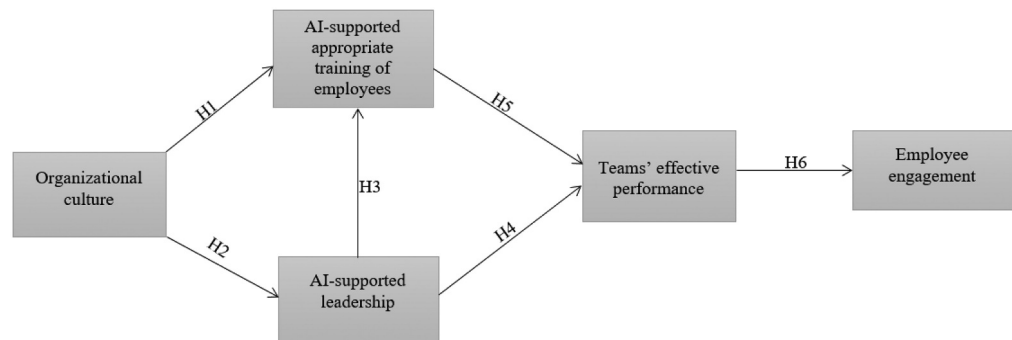 AI-supported
appropriate
training of
employees
H1
H5
Organizational
culture
H3
Teams’ effective
performance
H6
Employee
engagement
H2
H4
AI-supported
leadership